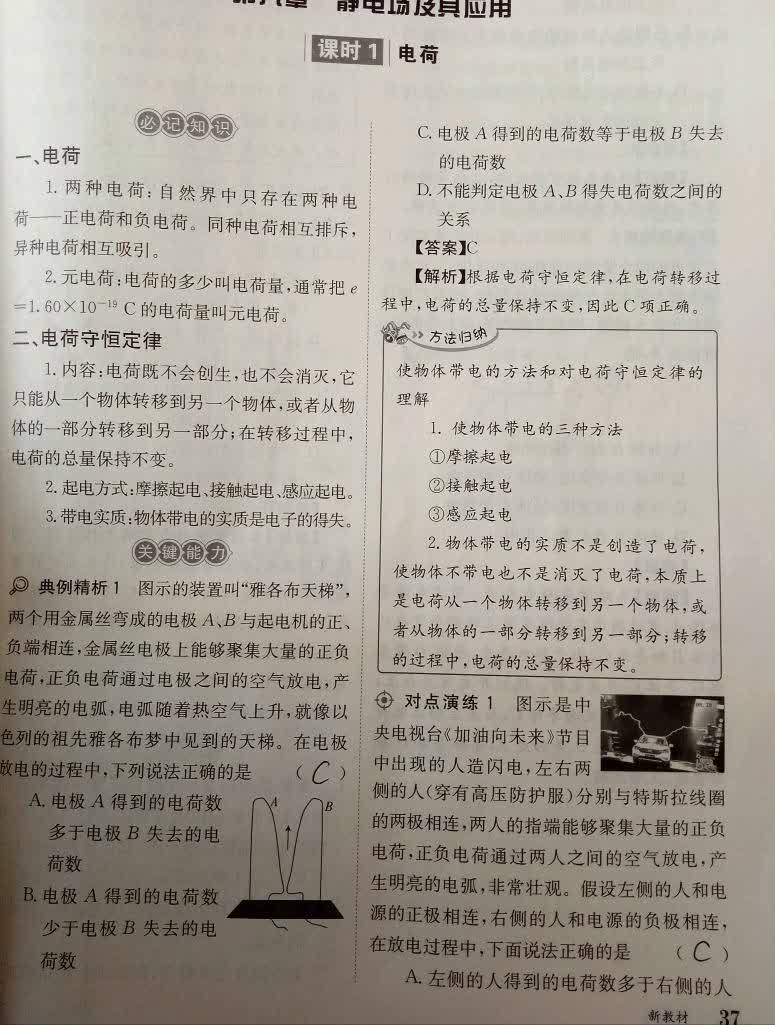 静电场及其应用
课时1 电荷
必记知识
一、电荷
1. 两种电荷:自然界中只存在两种电
荷——正电荷和负电荷。同种电荷相互排斥,
异种电荷相互吸引。
2. 元电荷:电荷的多少叫电荷量,通常把 e
=1.60×10⁻¹⁹ C 的电荷量叫元电荷。
二、电荷守恒定律
1. 内容:电荷既不会创生,也不会消灭,它
只能从一个物体转移到另一个物体,或者从物
体的一部分转移到另一部分;在转移过程中,
电荷的总量保持不变。
2. 起电方式:摩擦起电、接触起电、感应起电。
3. 带电实质:物体带电的实质是电子的得失。
关键能力
典例精析 1 图示的装置叫“雅各布天梯”,
两个用金属丝弯成的电极 A、B 与起电机的正、
负端相连,金属丝电极上能够聚集大量的正负
电荷,正负电荷通过电极之间的空气放电,产
生明亮的电弧,电弧随着热空气上升,就像以
色列的祖先雅各布梦中见到的天梯。在电极
放电的过程中,下列说法正确的是 ( C )
A. 电极 A 得到的电荷数
多于电极 B 失去的电
荷数
A
B
B. 电极 A 得到的电荷数
少于电极 B 失去的电
荷数
C. 电极 A 得到的电荷数等于电极 B 失去
的电荷数
D. 不能判定电极 A、B 得失电荷数之间的
关系
【答案】C
【解析】根据电荷守恒定律,在电荷转移过
程中,电荷的总量保持不变,因此 C 项正确。
方法归纳
使物体带电的方法和对电荷守恒定律的
理解
1. 使物体带电的三种方法
①摩擦起电
②接触起电
③感应起电
2. 物体带电的实质不是创造了电荷,
使物体不带电也不是消灭了电荷,本质上
是电荷从一个物体转移到另一个物体,或
者从物体的一部分转移到另一部分;转移
的过程中,电荷的总量保持不变。
对点演练 1 图示是中
央电视台《加油向未来》节目
中出现的人造闪电,左右两
侧的人(穿有高压防护服)分别与特斯拉线圈
的两极相连,两人的指端能够聚集大量的正负
电荷,正负电荷通过两人之间的空气放电,产
生明亮的电弧,非常壮观。假设左侧的人和电
源的正极相连,右侧的人和电源的负极相连,
在放电过程中,下面说法正确的是 ( C )
A. 左侧的人得到的电荷数多于右侧的人
新教材 37